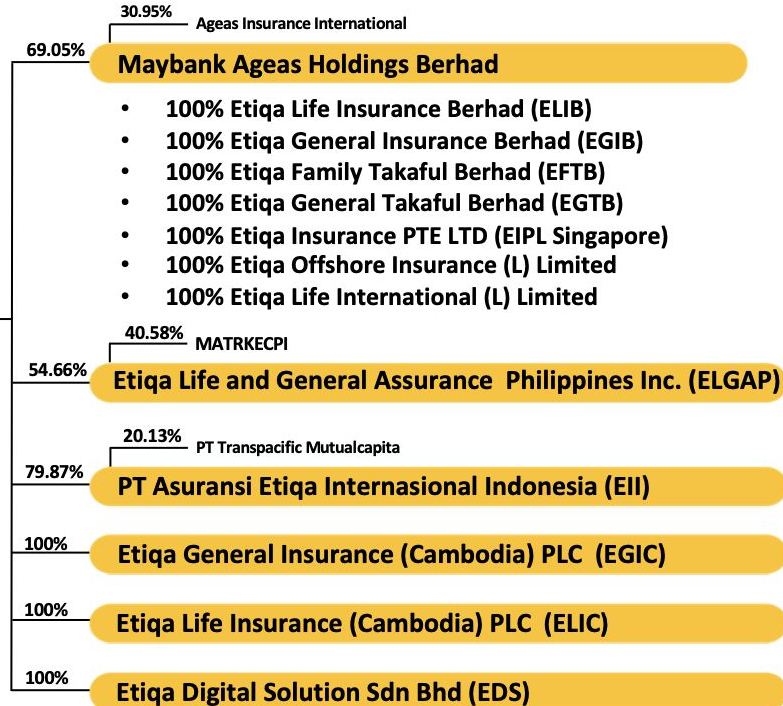 30.95%
Ageas Insurance International
69.05%
Maybank Ageas Holdings Berhad
• 100% Etiqa Life Insurance Berhad (ELIB)
• 100% Etiqa General Insurance Berhad (EGIB)
• 100% Etiqa Family Takaful Berhad (EFTB)
• 100% Etiqa General Takaful Berhad (EGTB)
• 100% Etiqa Insurance PTE LTD (EIPL Singapore)
• 100% Etiqa Offshore Insurance (L) Limited
• 100% Etiqa Life International (L) Limited
40.58%
MATRKECPI
54.66%
Etiqa Life and General Assurance Philippines Inc. (ELGAP)
20.13%
PT Transpacific Mutualcapita
79.87%
PT Asuransi Etiqa Internasional Indonesia (EII)
100%
Etiqa General Insurance (Cambodia) PLC (EGIC)
100%
Etiqa Life Insurance (Cambodia) PLC (ELIC)
100%
Etiqa Digital Solution Sdn Bhd (EDS)